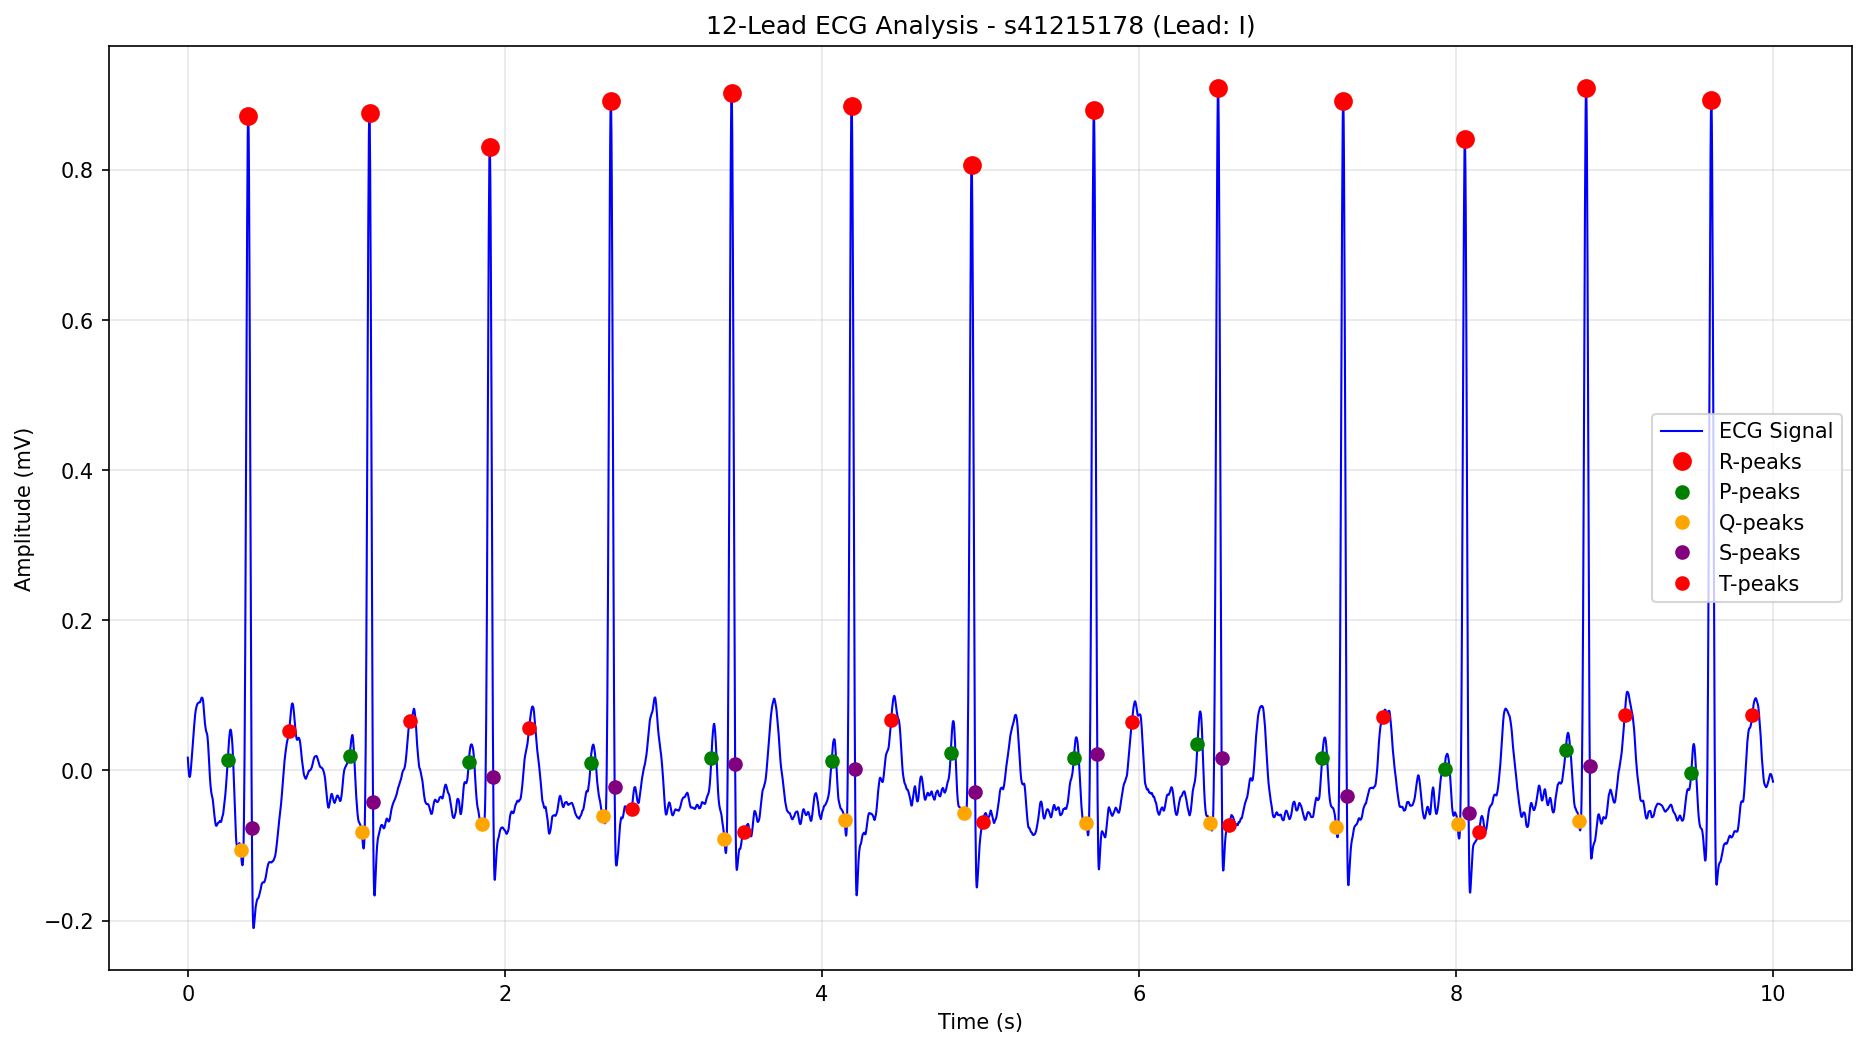 12-Lead ECG Analysis - s41215178 (Lead: I)
Amplitude (mV)
0.8
0.6
0.4
0.2
0.0
−0.2
ECG Signal
R-peaks
P-peaks
Q-peaks
S-peaks
T-peaks
0 2 4 6 8 10
Time (s)